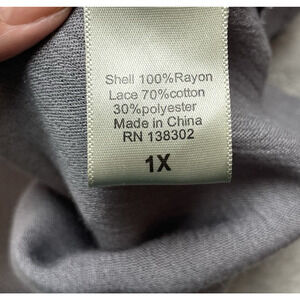 Shell 100%Rayon
Lace 70%cotton
30%polyester
Made in China
RN 138302
1X